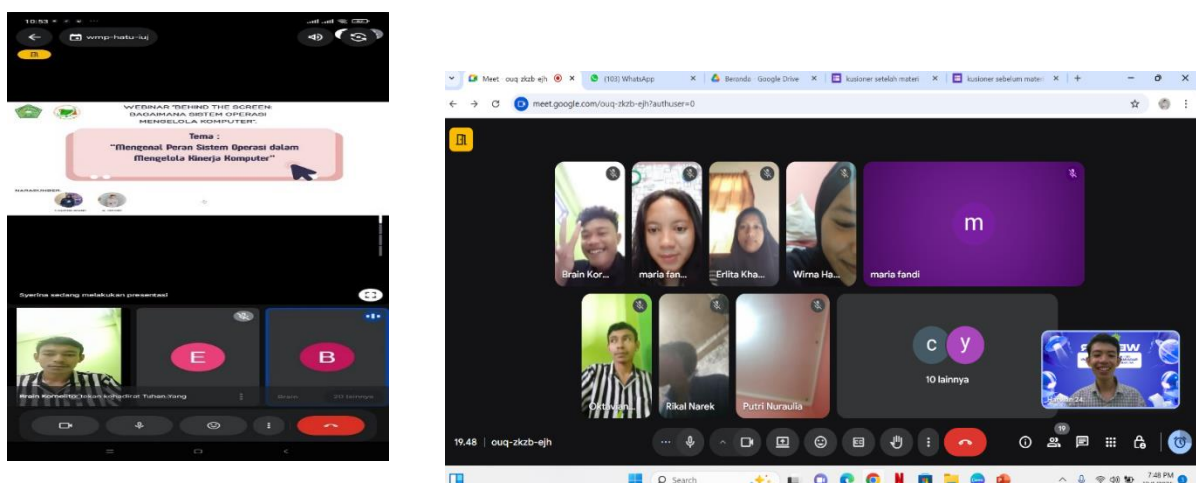 10:53
wmp-hatu-iuj
WEBINAR "BEHIND THE SCREEN:
BAGAIMANA SISTEM OPERASI
MENGELOLA KOMPUTER".
Tema :
"Mengenal Peran Sistem Operasi dalam
Mengelola Kinerja Komputer"
NARASUMBER:
Syerina sedang melakukan presentasi
E
B
Brain
20 lainnya
Meet - ouq-zkzb-ejh
(103) WhatsApp
Beranda - Google Drive
kusioner setelah materi
kusioner sebelum materi
meet.google.com/ouq-zkzb-ejh?authuser=0
Brain Kor...
maria fan...
Erlita Kha...
Wirna Ha...
m
maria fandi
Oktavian...
Rikal Narek
Putri Nuraulia
c y
10 lainnya
19.48 | ouq-zkzb-ejh
19
Search
7:48 PM